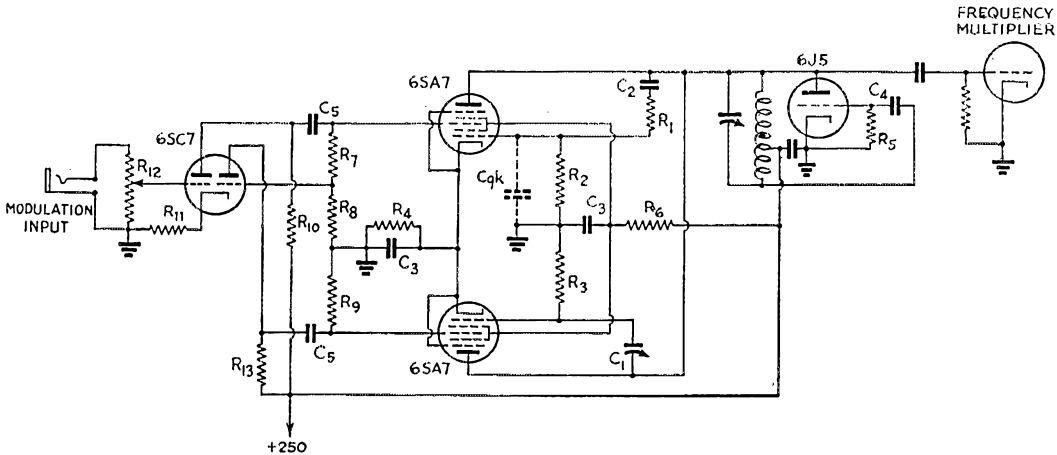 FREQUENCY
MULTIPLIER
6J5
6SA7
C2
C4
C5
R1
6SC7
R5
R7
R12
Cgk
R2
MODULATION
INPUT
R11
R10
R8
R4
C3
R6
C3
R9
R3
C5
6SA7
C1
R13
+250